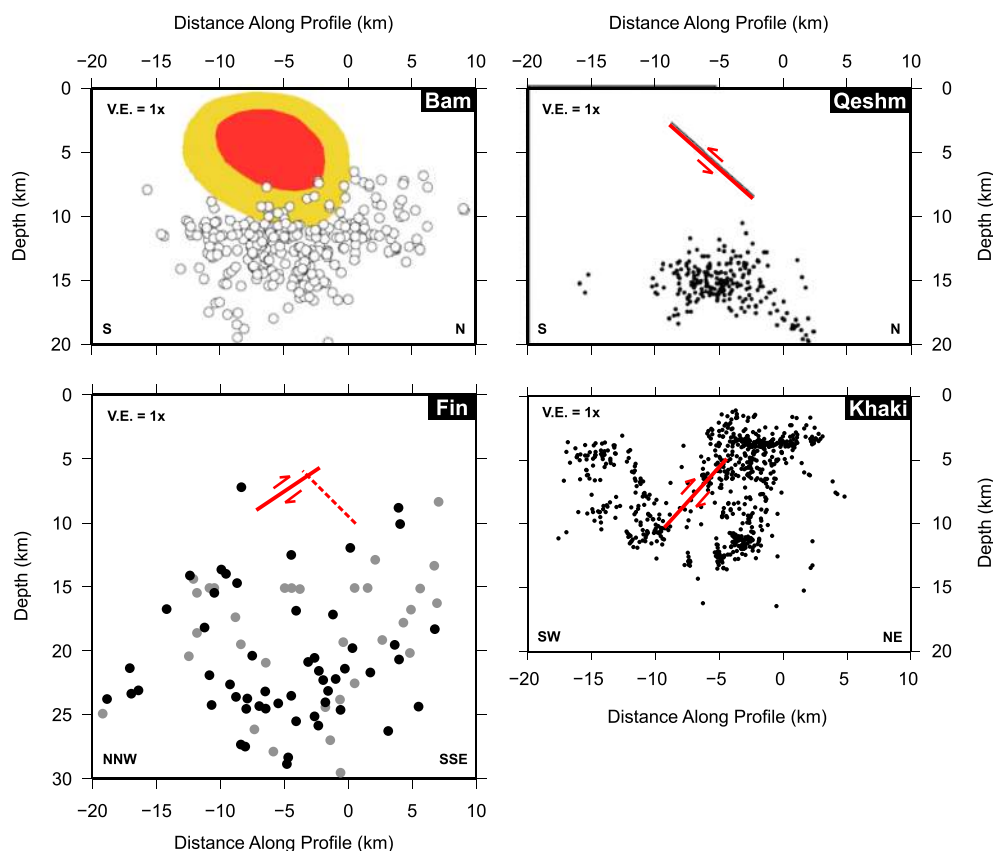 Distance Along Profile (km)
Distance Along Profile (km)
−20 −15 −10 −5 0 5 10
−20 −15 −10 −5 0 5 10
V.E. = 1x
Bam
0
5
10
15
20
Depth (km)
S
N
V.E. = 1x
Qeshm
0
5
10
15
20
Depth (km)
S
N
V.E. = 1x
Fin
0
5
10
15
20
25
30
Depth (km)
NNW
SSE
−20 −15 −10 −5 0 5 10
Distance Along Profile (km)
V.E. = 1x
Khaki
0
5
10
15
20
Depth (km)
SW
NE
−20 −15 −10 −5 0 5 10
Distance Along Profile (km)